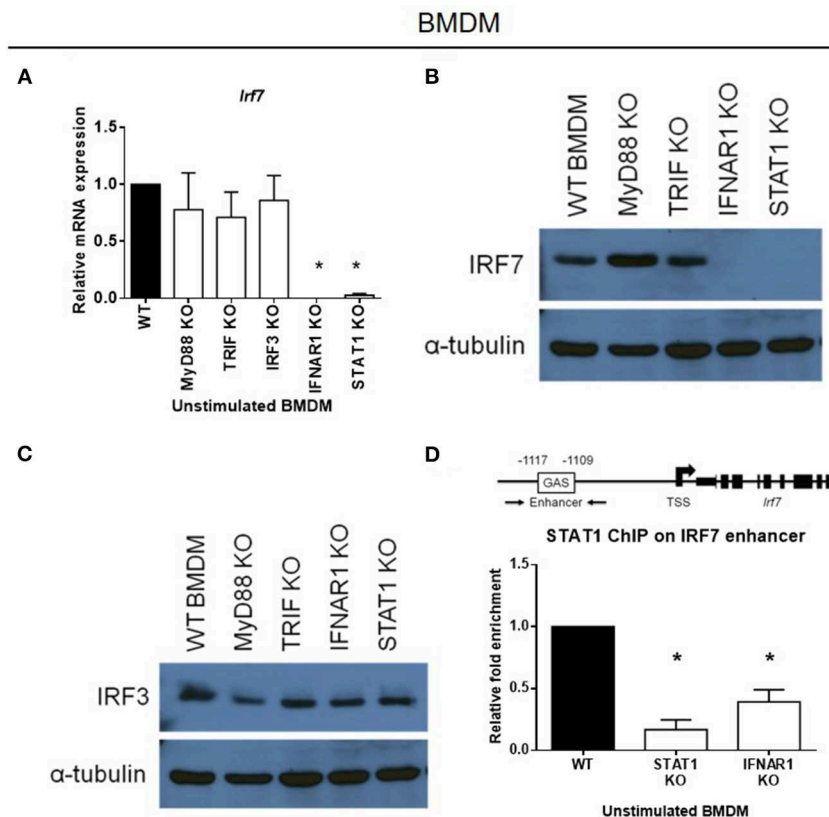 BMDM
A
Irf7
Relative mRNA expression
1.5
1.0
0.5
0.0
* *
WT
MyD88 KO
TRIF KO
IRF3 KO
IFNAR1 KO
STAT1 KO
Unstimulated BMDM
B
WT BMDM
MyD88 KO
TRIF KO
IFNAR1 KO
STAT1 KO
IRF7
α-tubulin
C
WT BMDM
MyD88 KO
TRIF KO
IFNAR1 KO
STAT1 KO
IRF3
α-tubulin
D
-1117 -1109
GAS
Enhancer
TSS
Irf7
STAT1 ChIP on IRF7 enhancer
Relative fold enrichment
1.5
1.0
0.5
0.0
* *
WT
STAT1 KO
IFNAR1 KO
Unstimulated BMDM